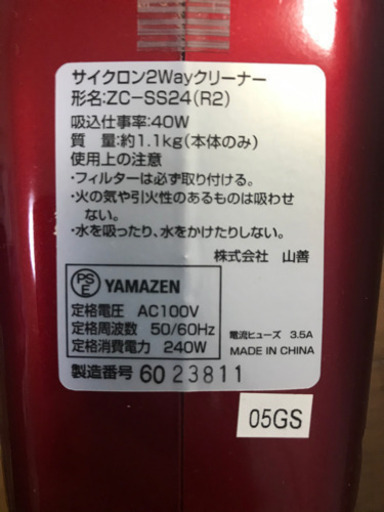 サイクロン2Wayクリーナー
形名:ZC-SS24(R2)
吸込仕事率:40W
質　量:約1.1kg(本体のみ)
使用上の注意
・フィルターは必ず取り付ける。
・火の気や引火性のあるものは吸わせ
ない。
・水を吸ったり、水をかけたりしない。
株式会社 山善
PSE YAMAZEN
定格電圧 AC100V
定格周波数 50/60Hz
定格消費電力 240W
電流ヒューズ 3.5A
MADE IN CHINA
製造番号 60 23811
05GS